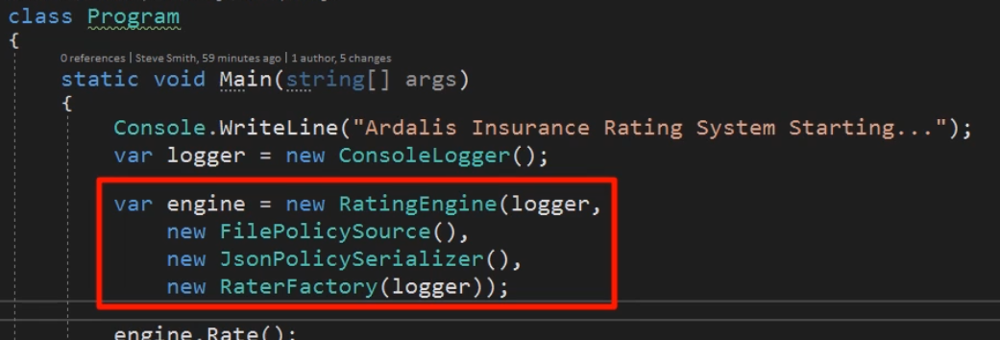 class Program
{
0 references | Steve Smith, 59 minutes ago | 1 author, 5 changes
static void Main(string[] args)
{
Console.WriteLine("Ardalis Insurance Rating System Starting...");
var logger = new ConsoleLogger();
var engine = new RatingEngine(logger,
new FilePolicySource(),
new JsonPolicySerializer(),
new RaterFactory(logger));
engine.Rate();